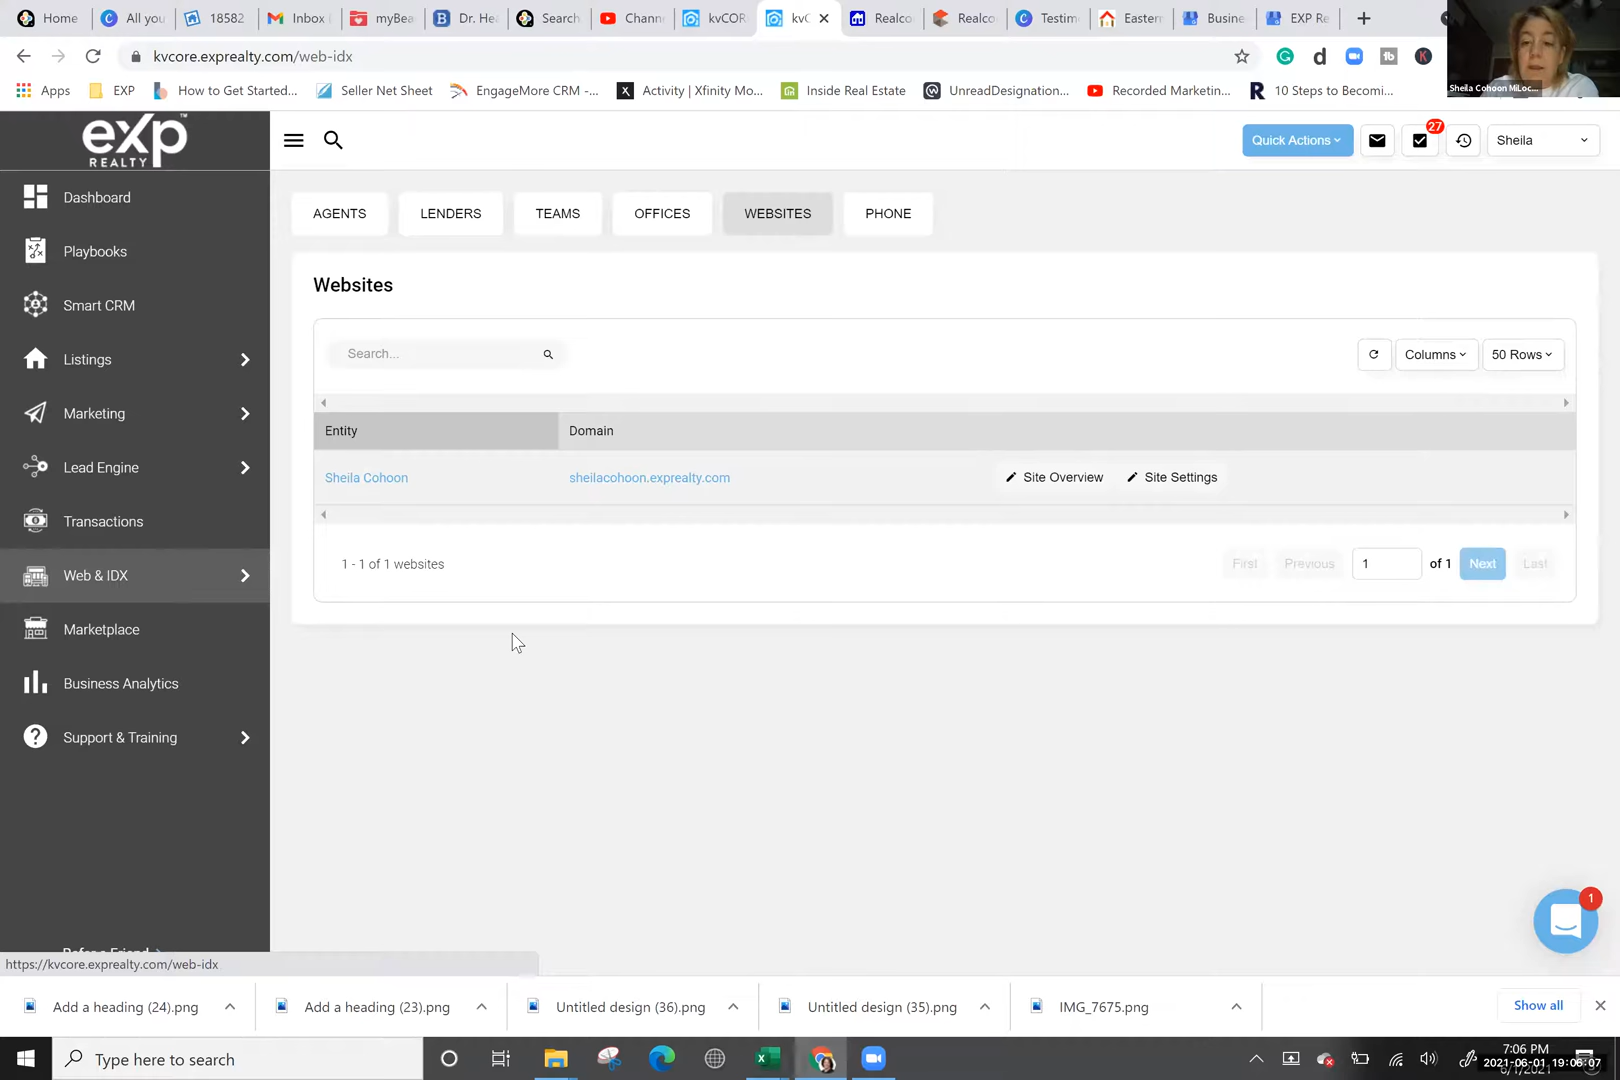 Home
All you
18582
Inbox
myBea
Dr. Hea
Search
Chann
kvCOR
kvC
Realco
Realco
Testim
Eastern
Busine
EXP Re
kvcore.exprealty.com/web-idx
Apps
EXP
How to Get Started...
Seller Net Sheet
EngageMore CRM -...
Activity | Xfinity Mo...
Inside Real Estate
UnreadDesignation...
Recorded Marketin...
10 Steps to Becomi...
Sheila Cohoon MiLoc...
eXp
REALTY
Quick Actions
27
Sheila
Dashboard
Playbooks
Smart CRM
Listings
Marketing
Lead Engine
Transactions
Web & IDX
Marketplace
Business Analytics
Support & Training
Refer a Friend
AGENTS
LENDERS
TEAMS
OFFICES
WEBSITES
PHONE
Websites
Search...
Columns
50 Rows
Entity
Domain
Sheila Cohoon
sheilacohoon.exprealty.com
Site Overview
Site Settings
1 - 1 of 1 websites
First
Previous
1
of 1
Next
Last
1
https://kvcore.exprealty.com/web-idx
Add a heading (24).png
Add a heading (23).png
Untitled design (36).png
Untitled design (35).png
IMG_7675.png
Show all
Type here to search
7:06 PM
2021-06-01 19:06:07